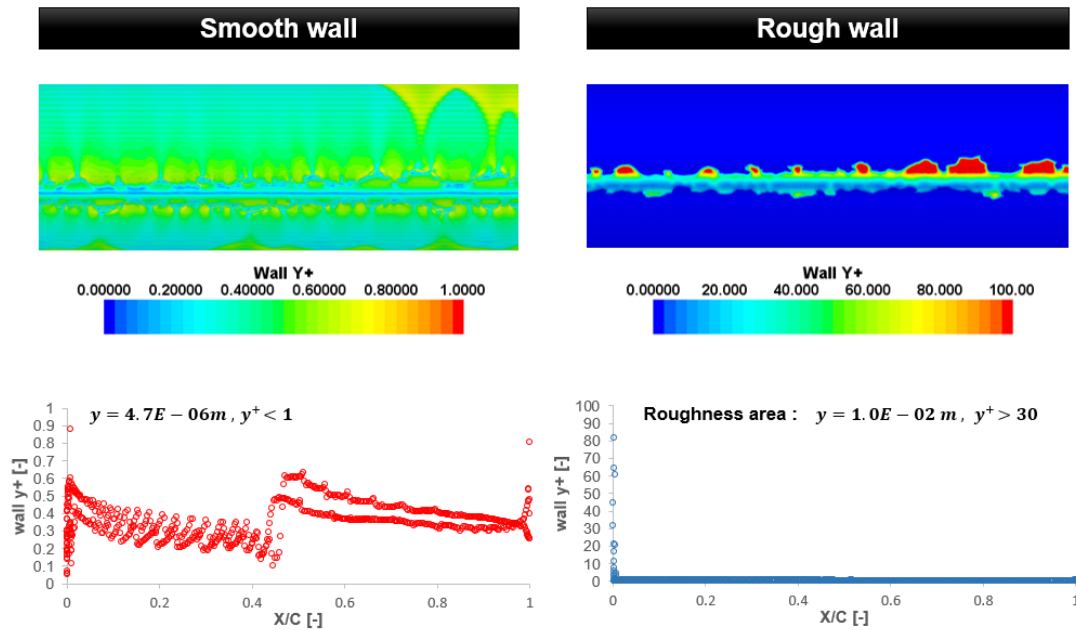 Smooth wall
Rough wall
Wall Y+
0.00000 0.20000 0.40000 0.60000 0.80000 1.0000
Wall Y+
0.00000 20.000 40.000 60.000 80.000 100.00
y = 4.7E − 06m , y⁺ < 1
wall y+ [-]
1
0.9
0.8
0.7
0.6
0.5
0.4
0.3
0.2
0.1
0
0 0.2 0.4 0.6 0.8 1
X/C [-]
Roughness area : y = 1.0E − 02 m , y⁺ > 30
wall y+ [-]
100
90
80
70
60
50
40
30
20
10
0
0 0.2 0.4 0.6 0.8 1
X/C [-]